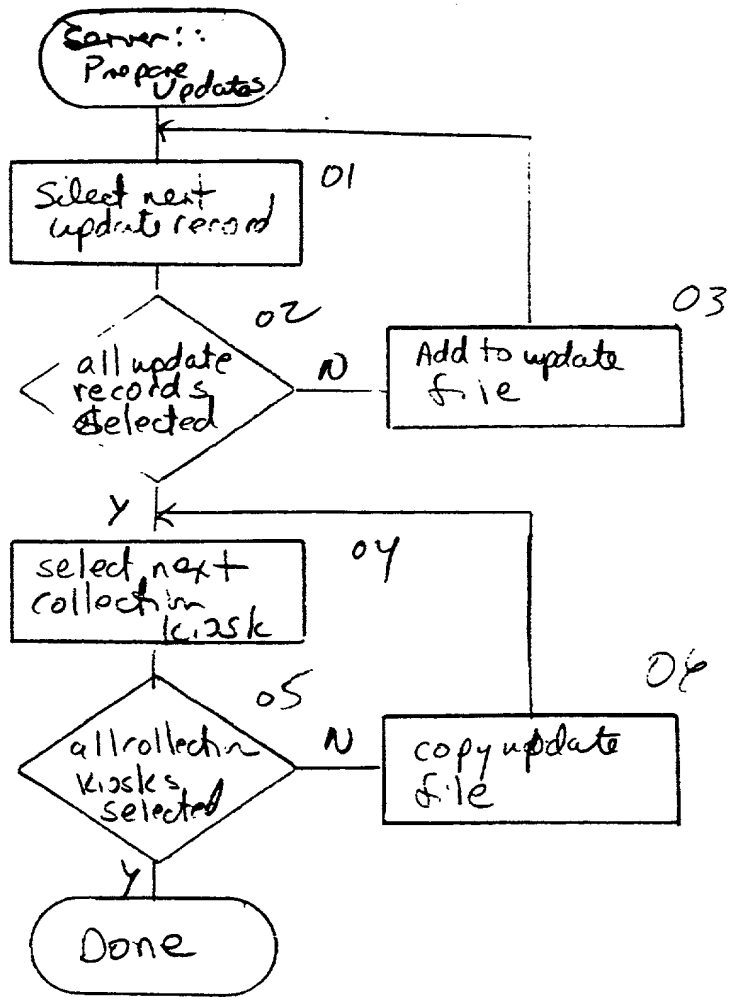 Server::
Prepare
Updates
01
Select next
update record
02
all update
records
selected
N
03
Add to update
file
Y
04
select next
collection
kiosk
05
all collection
kiosks
selected
N
06
copy update
file
Y
Done